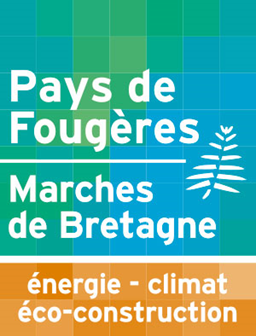 Pays de
Fougères
Marches
de Bretagne
énergie - climat
éco-construction